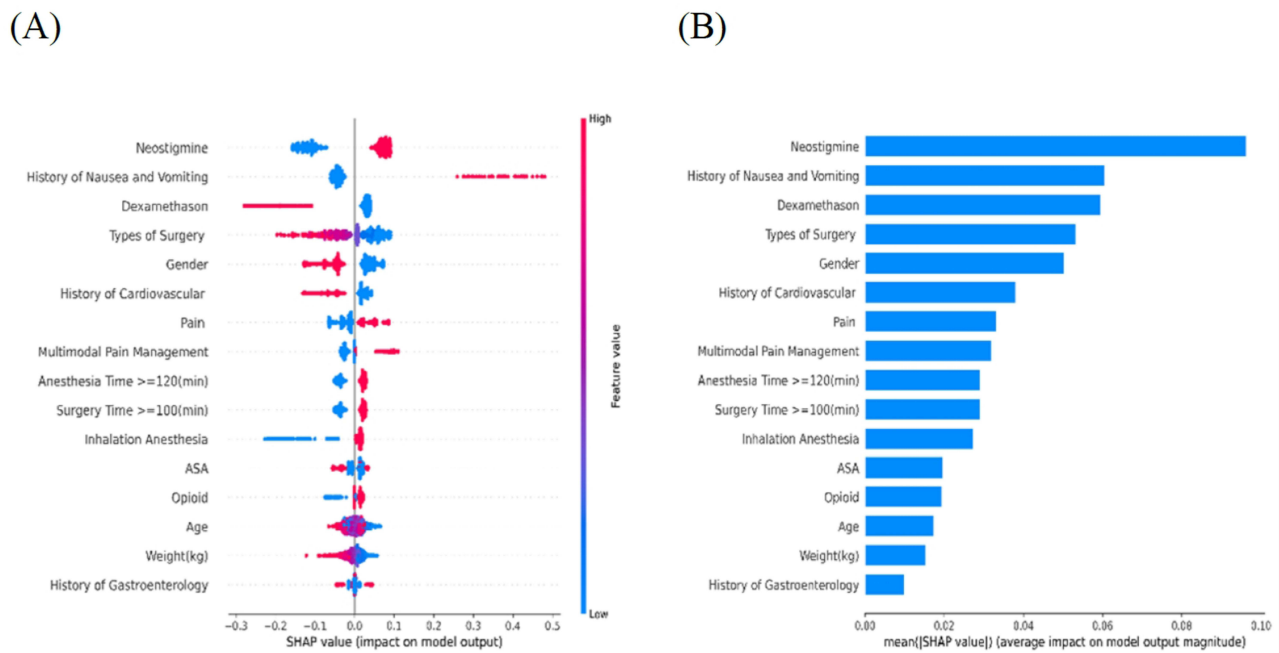 (A)
Neostigmine
History of Nausea and Vomiting
Dexamethason
Types of Surgery
Gender
History of Cardiovascular
Pain
Multimodal Pain Management
Anesthesia Time >=120(min)
Surgery Time >=100(min)
Inhalation Anesthesia
ASA
Opioid
Age
Weight(kg)
History of Gastroenterology
−0.3 −0.2 −0.1 0.0 0.1 0.2 0.3 0.4 0.5
SHAP value (impact on model output)
High
Feature value
Low
(B)
Neostigmine
History of Nausea and Vomiting
Dexamethason
Types of Surgery
Gender
History of Cardiovascular
Pain
Multimodal Pain Management
Anesthesia Time >=120(min)
Surgery Time >=100(min)
Inhalation Anesthesia
ASA
Opioid
Age
Weight(kg)
History of Gastroenterology
0.00 0.02 0.04 0.06 0.08 0.10
mean(|SHAP value|) (average impact on model output magnitude)